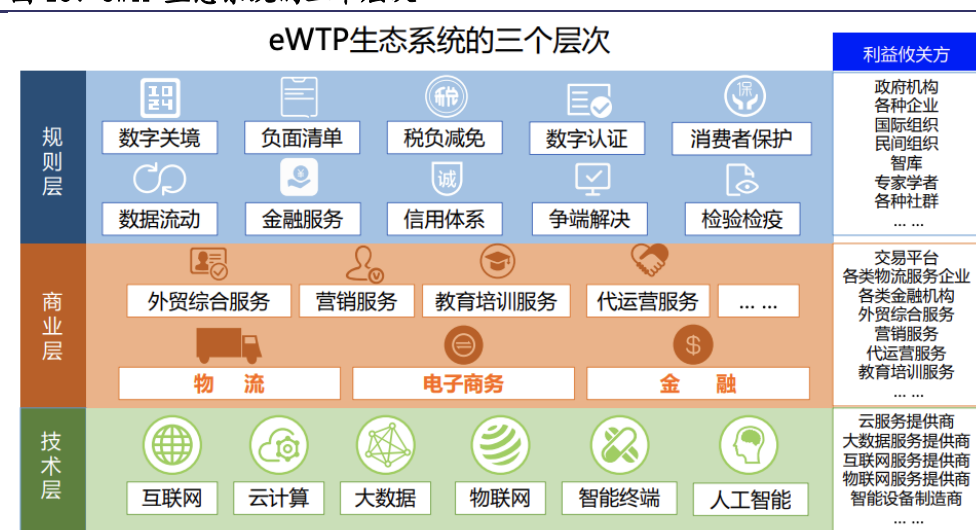 eWTP生态系统的三个层次
利益攸关方
规则层
数字关境
负面清单
税负减免
数字认证
消费者保护
数据流动
金融服务
信用体系
争端解决
检验检疫
政府机构
各种企业
国际组织
民间组织
智库
专家学者
各种社群
... ...
商业层
外贸综合服务
营销服务
教育培训服务
代运营服务
... ...
物 流
电子商务
金 融
交易平台
各类物流服务企业
各类金融机构
外贸综合服务
营销服务
代运营服务
教育培训服务
... ...
技术层
互联网
云计算
大数据
物联网
智能终端
人工智能
云服务提供商
大数据服务提供商
互联网服务提供商
物联网服务提供商
智能设备制造商
... ...